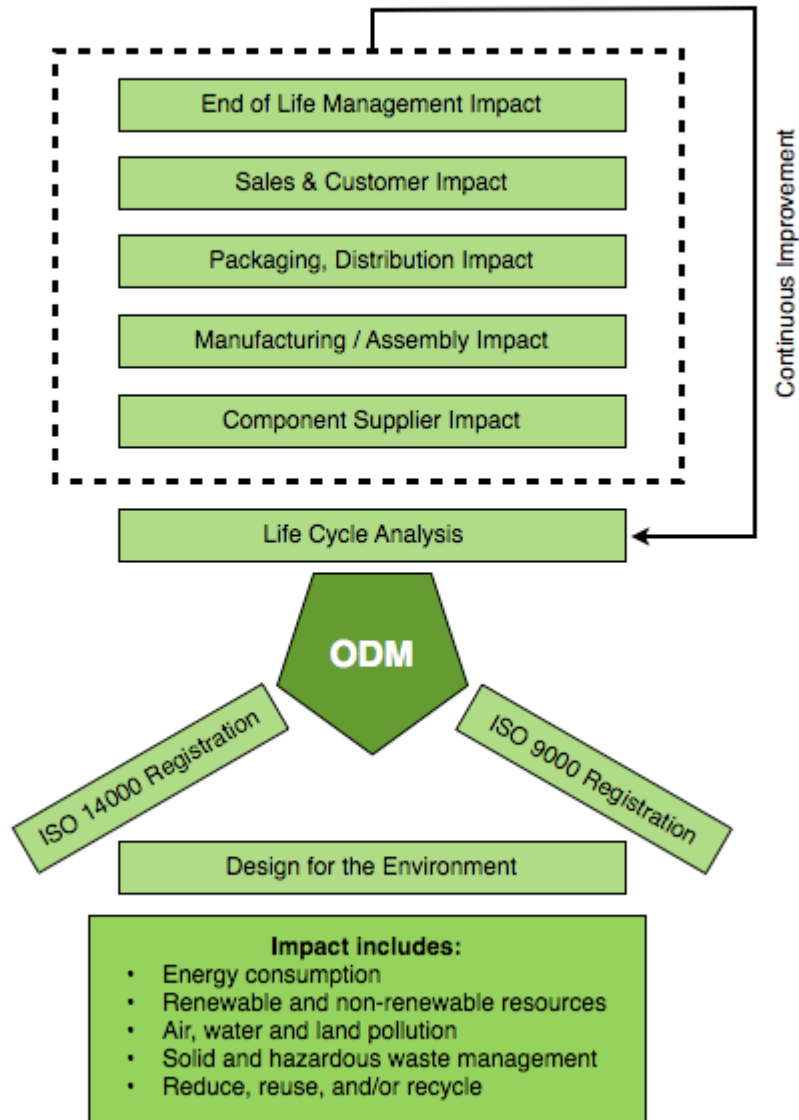 End of Life Management Impact
Sales & Customer Impact
Packaging, Distribution Impact
Manufacturing / Assembly Impact
Component Supplier Impact
Continuous Improvement
Life Cycle Analysis
ODM
ISO 14000 Registration
ISO 9000 Registration
Design for the Environment
Impact includes:
• Energy consumption
• Renewable and non-renewable resources
• Air, water and land pollution
• Solid and hazardous waste management
• Reduce, reuse, and/or recycle